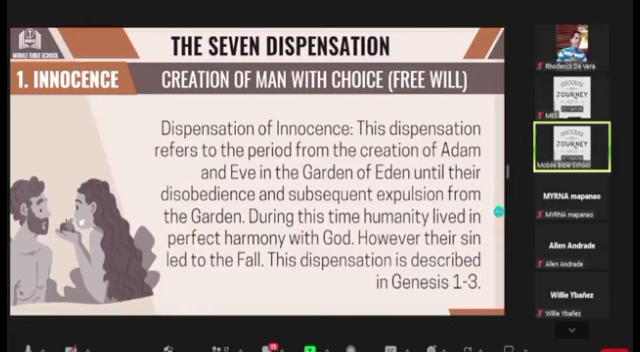 MOBILE BIBLE SCHOOL
THE SEVEN DISPENSATION
1. INNOCENCE
CREATION OF MAN WITH CHOICE (FREE WILL)
Dispensation of Innocence: This dispensation
refers to the period from the creation of Adam
and Eve in the Garden of Eden until their
disobedience and subsequent expulsion from
the Garden. During this time humanity lived in
perfect harmony with God. However their sin
led to the Fall. This dispensation is described
in Genesis 1-3.
Rhoderick De Vera
JOURNEY
JOURNEY
Mobile Bible School
MYRNA mapanao
MYRNA mapanao
Allen Andrade
Allen Andrade
Willie Ybañez
Willie Ybañez